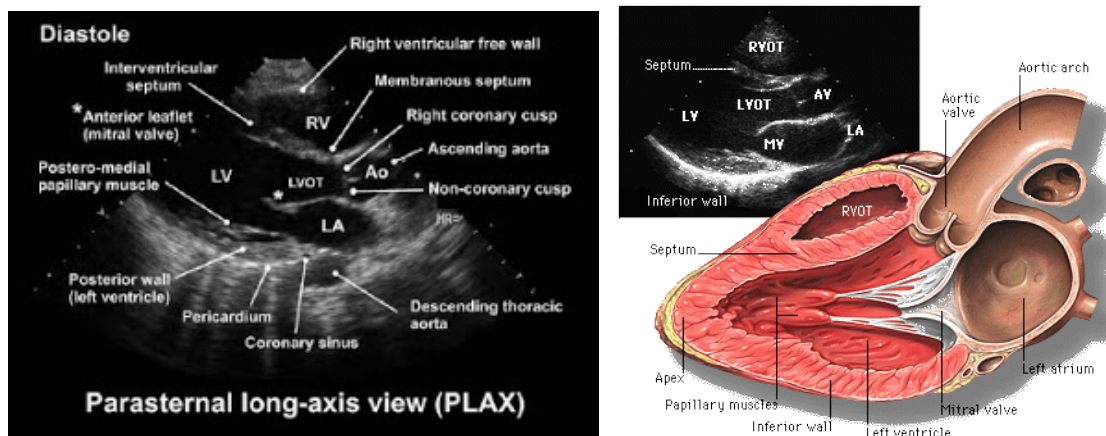 Diastole
Right ventricular free wall
Interventricular
septum
Membranous septum
*Anterior leaflet
(mitral valve)
RV
Right coronary cusp
Ascending aorta
Postero-medial
papillary muscle
Ao
LV
LVOT
Non-coronary cusp
*
LA
Posterior wall
(left ventricle)
Descending thoracic
aorta
Pericardium
Coronary sinus
Parasternal long-axis view (PLAX)
RVOT
Septum
LVOT
AV
LV
LA
MV
Inferior wall
Aortic arch
Aortic
valve
RVOT
Septum
Apex
Papillary muscles
Inferior wall
Left ventricle
Mitral valve
Left atrium